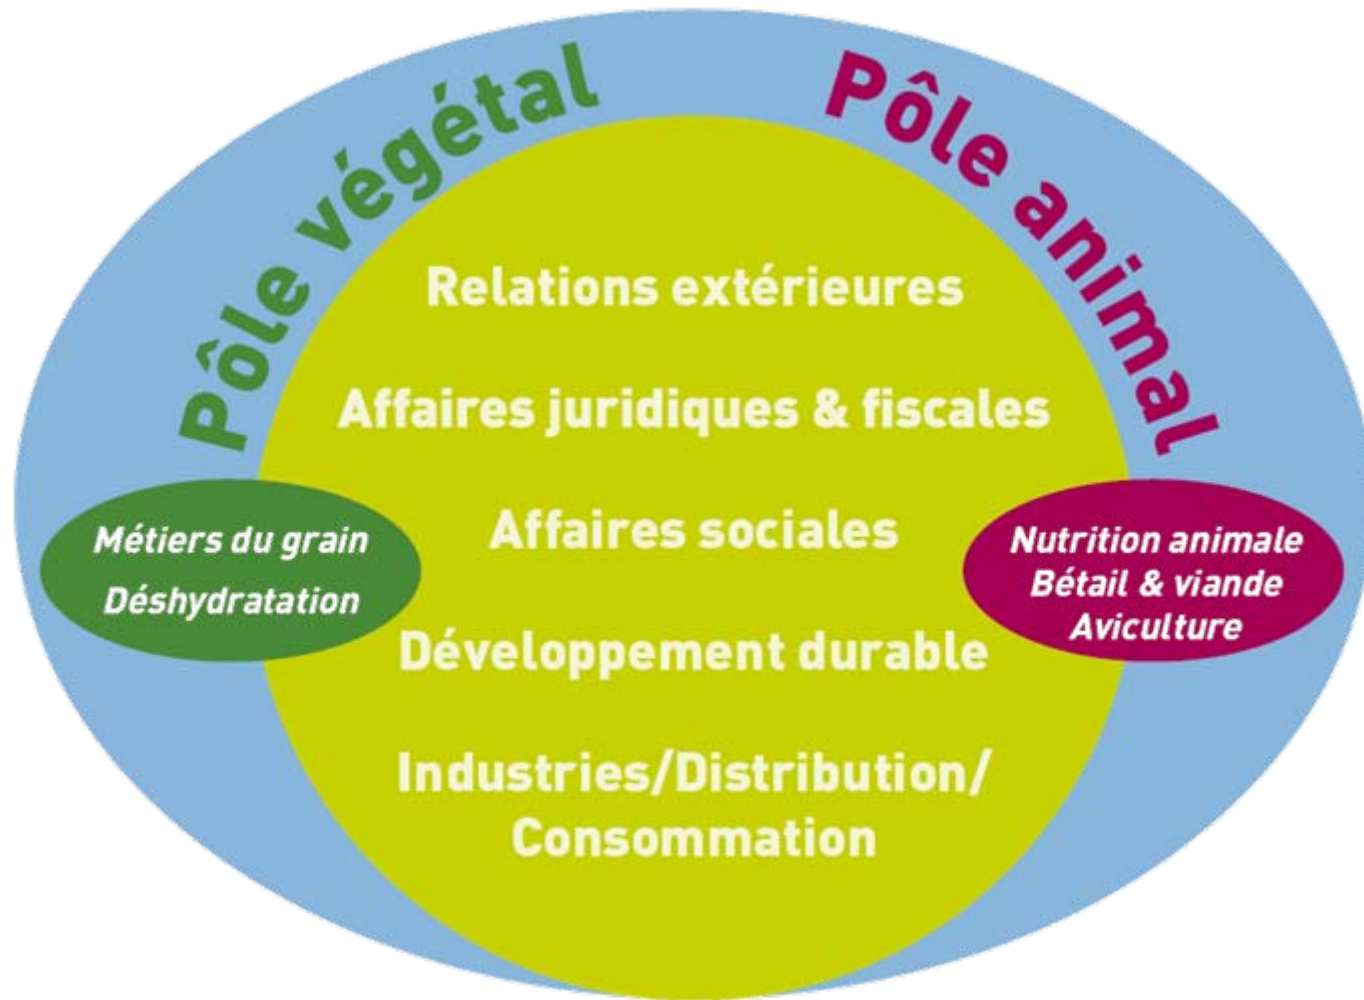 Pôle végétal
Pôle animal
Relations extérieures
Affaires juridiques & fiscales
Affaires sociales
Développement durable
Industries/Distribution/
Consommation
Métiers du grain
Déshydratation
Nutrition animale
Bétail & viande
Aviculture